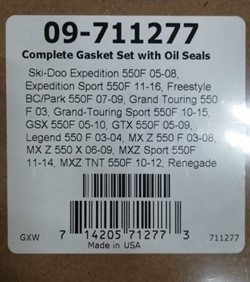 09-711277
Complete Gasket Set with Oil Seals
Ski-Doo Expedition 550F 05-08,
Expedition Sport 550F 11-16, Freestyle
BC/Park 550F 07-09, Grand Touring 550
F 03, Grand-Touring Sport 550F 10-15,
GSX 550F 05-10, GTX 550F 05-09,
Legend 550 F 03-04, MX Z 550 F 03-08,
MX Z 550 X 06-09, MXZ Sport 550F
11-14, MXZ TNT 550F 10-12, Renegade
7 14205 71277 3
GXW Made in USA 711277